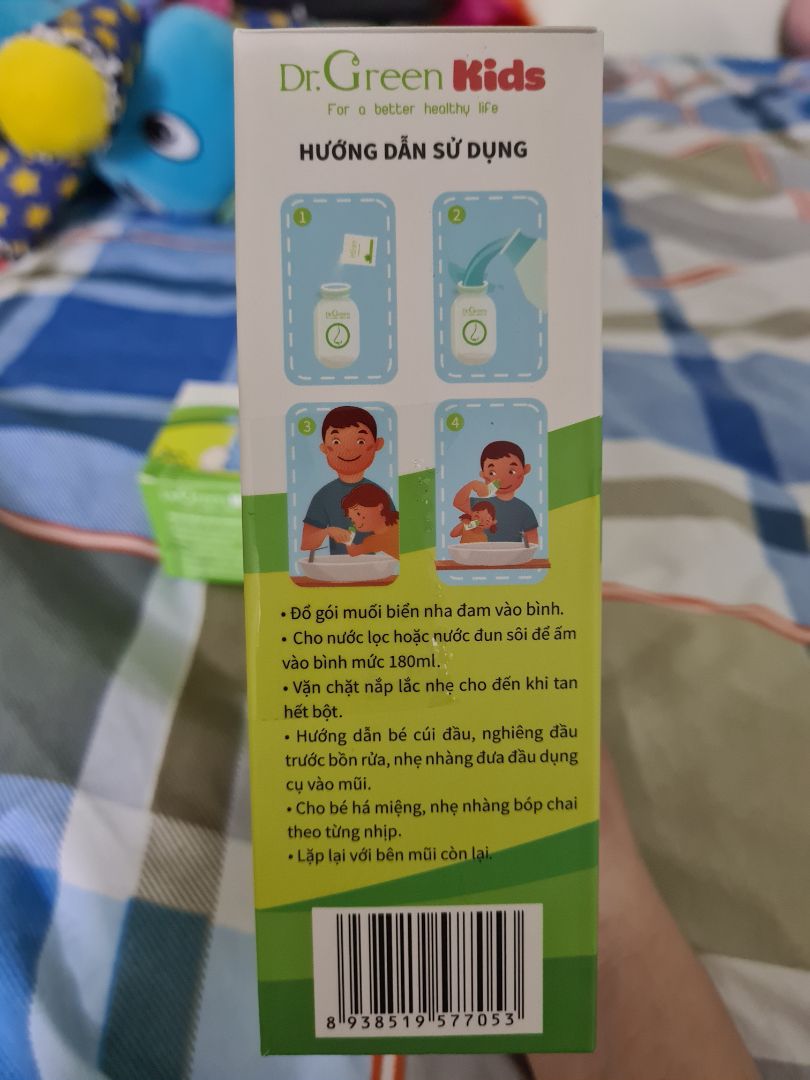 Dr.Green Kids
For a better healthy life
HƯỚNG DẪN SỬ DỤNG
1
2
Dr.Green
Dr.Green
3
4
• Đổ gói muối biển nha đam vào bình.
• Cho nước lọc hoặc nước đun sôi để ấm
vào bình mức 180ml.
• Vặn chặt nắp lắc nhẹ cho đến khi tan
hết bột.
• Hướng dẫn bé cúi đầu, nghiêng đầu
trước bồn rửa, nhẹ nhàng đưa đầu dụng
cụ vào mũi.
• Cho bé há miệng, nhẹ nhàng bóp chai
theo từng nhịp.
• Lặp lại với bên mũi còn lại.
8 938519 577053